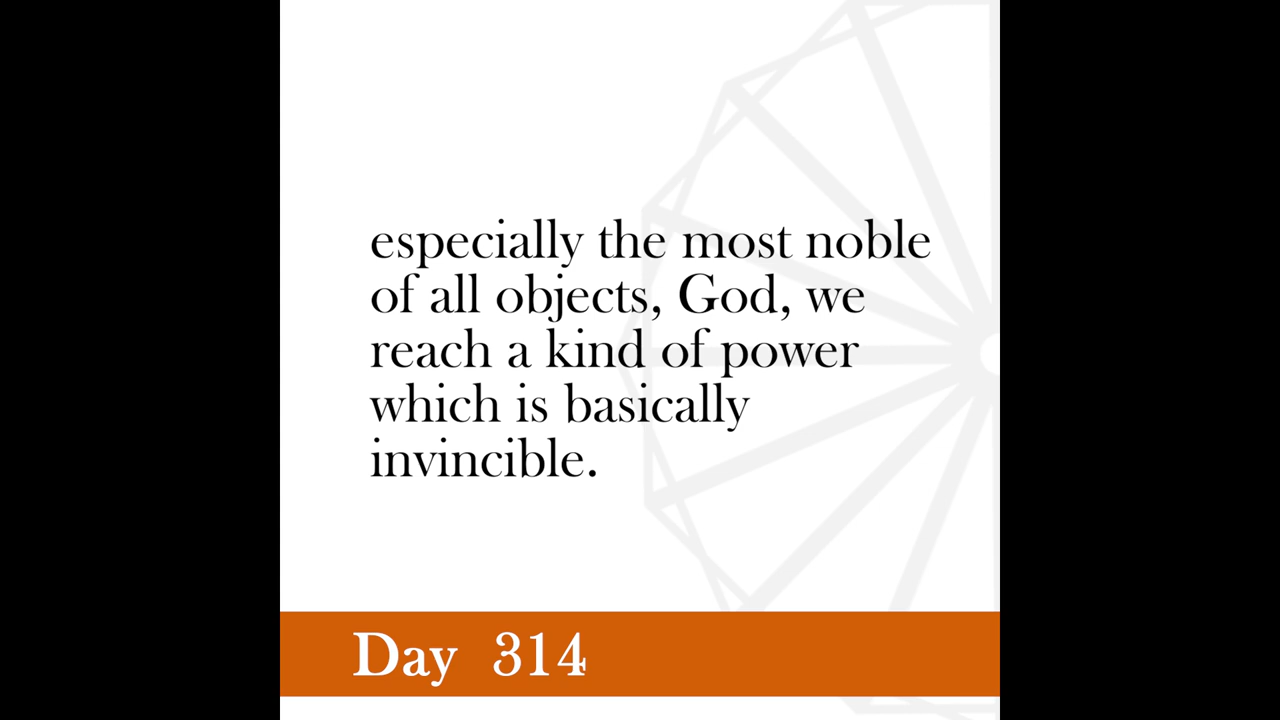 especially the most noble
of all objects, God, we
reach a kind of power
which is basically
invincible.
Day 314